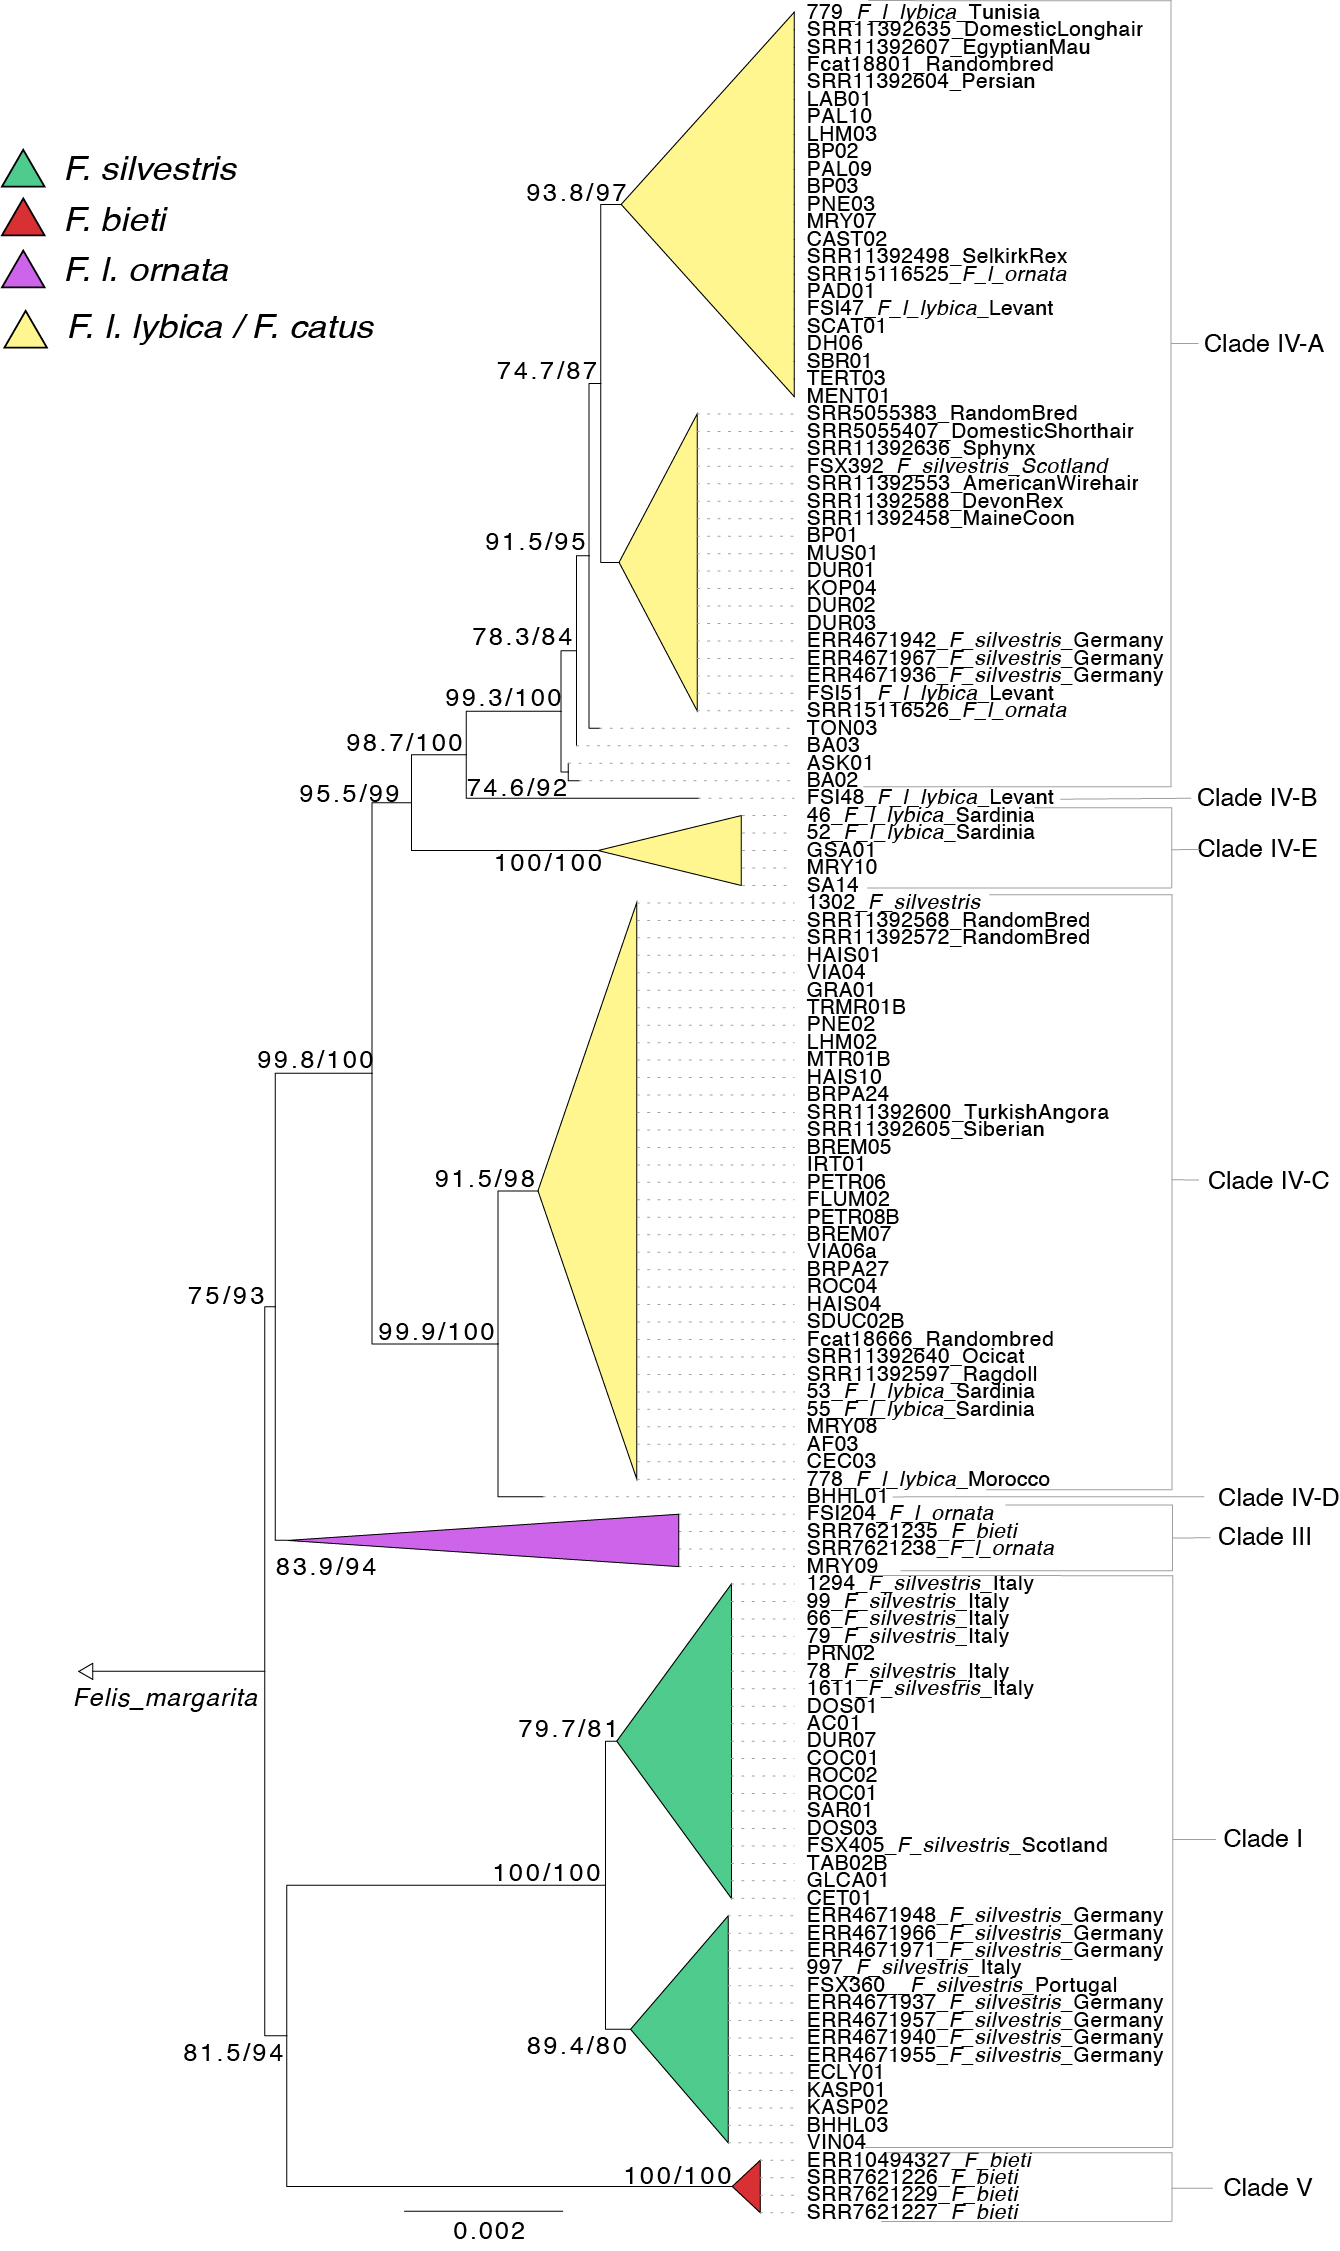 F. silvestris
F. bieti
F. l. ornata
F. l. lybica / F. catus
779_F_l_lybica_Tunisia
SRR11392635_DomesticLonghair
SRR11392607_EgyptianMau
Fcat18801_Randombred
SRR11392604_Persian
LAB01
PAL10
LHM03
BP02
PAL09
BP03
93.8/97
PNE03
MRY07
CAST02
SRR11392498_SelkirkRex
SRR15116525_F_l_ornata
PAD01
FSI47_F_l_lybica_Levant
SCAT01
DH06
Clade IV-A
SBR01
74.7/87
TERT03
MENT01
SRR5055383_RandomBred
SRR5055407_DomesticShorthair
SRR11392636_Sphynx
FSX392_F_silvestris_Scotland
SRR11392553_AmericanWirehair
SRR11392588_DevonRex
SRR11392458_MaineCoon
BP01
91.5/95
MUS01
DUR01
KOP04
DUR02
DUR03
78.3/84
ERR4671942_F_silvestris_Germany
ERR4671967_F_silvestris_Germany
ERR4671936_F_silvestris_Germany
99.3/100
FSI51_F_l_lybica_Levant
SRR15116526_F_l_ornata
TON03
98.7/100
BA03
ASK01
BA02
74.6/92
95.5/99
FSI48_F_l_lybica_Levant
Clade IV-B
46_F_l_lybica_Sardinia
52_F_l_lybica_Sardinia
GSA01
Clade IV-E
100/100
MRY10
SA14
1302_F_silvestris
SRR11392568_RandomBred
SRR11392572_RandomBred
HAIS01
VIA04
GRA01
TRMR01B
PNE02
LHM02
99.8/100
MTR01B
HAIS10
BRPA24
SRR11392600_TurkishAngora
SRR11392605_Siberian
BREM05
IRT01
91.5/98
PETR06
Clade IV-C
FLUM02
PETR08B
BREM07
VIA06a
BRPA27
ROC04
75/93
HAIS04
SDUC02B
99.9/100
Fcat18666_Randombred
SRR11392640_Ocicat
SRR11392597_Ragdoll
53_F_l_lybica_Sardinia
55_F_l_lybica_Sardinia
MRY08
AF03
CEC03
778_F_l_lybica_Morocco
BHHL01
Clade IV-D
FSI204_F_l_ornata
SRR7621235_F_bieti
Clade III
SRR7621238_F_l_ornata
83.9/94
MRY09
1294_F_silvestris_Italy
99_F_silvestris_Italy
66_F_silvestris_Italy
79_F_silvestris_Italy
PRN02
78_F_silvestris_Italy
1611_F_silvestris_Italy
Felis_margarita
DOS01
AC01
79.7/81
DUR07
COC01
ROC02
ROC01
SAR01
DOS03
Clade I
FSX405_F_silvestris_Scotland
TAB02B
100/100
GLCA01
CET01
ERR4671948_F_silvestris_Germany
ERR4671966_F_silvestris_Germany
ERR4671971_F_silvestris_Germany
997_F_silvestris_Italy
FSX360__F_silvestris_Portugal
ERR4671937_F_silvestris_Germany
ERR4671957_F_silvestris_Germany
ERR4671940_F_silvestris_Germany
89.4/80
ERR4671955_F_silvestris_Germany
81.5/94
ECLY01
KASP01
KASP02
BHHL03
VIN04
ERR10494327_F_bieti
100/100
SRR7621226_F_bieti
Clade V
SRR7621229_F_bieti
SRR7621227_F_bieti
0.002